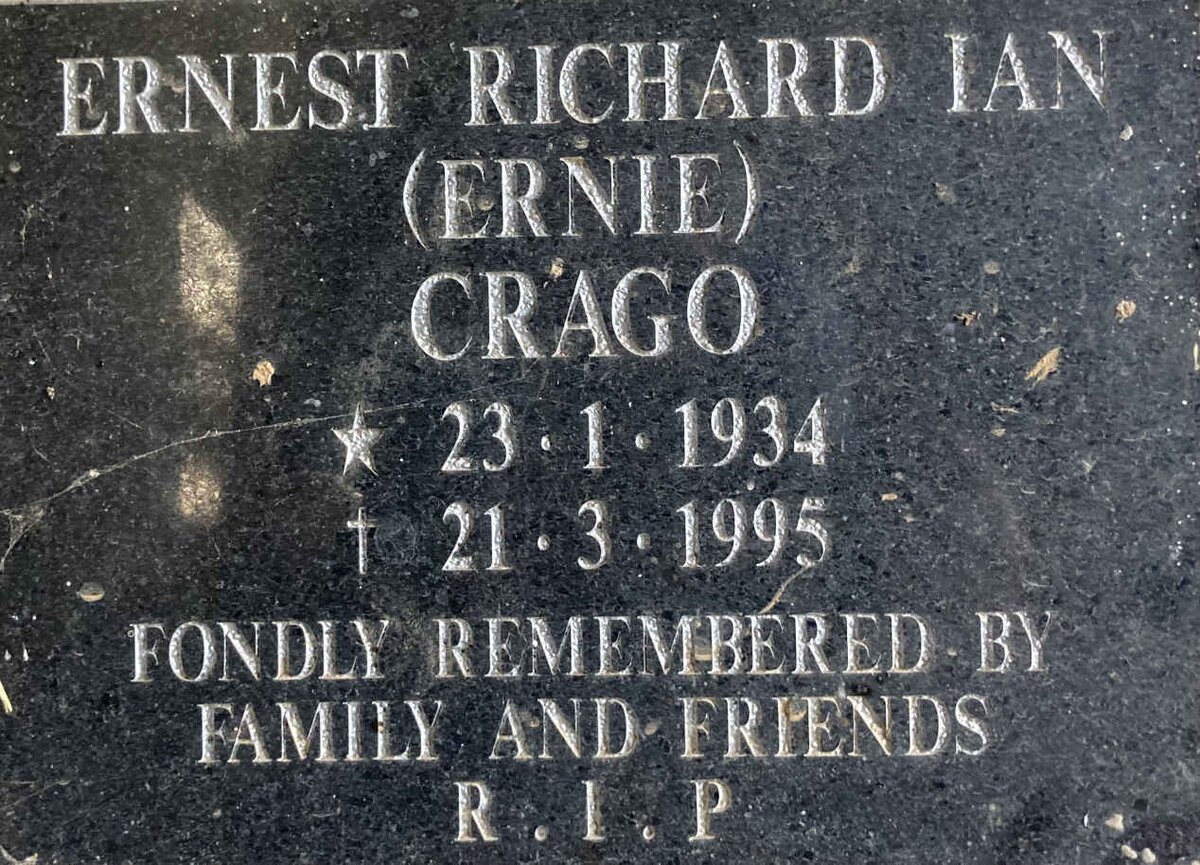 ERNEST RICHARD IAN
(ERNIE)
CRAGO
★ 23·1·1934
† 21·3·1995
FONDLY REMEMBERED BY
FAMILY AND FRIENDS
R.I.P